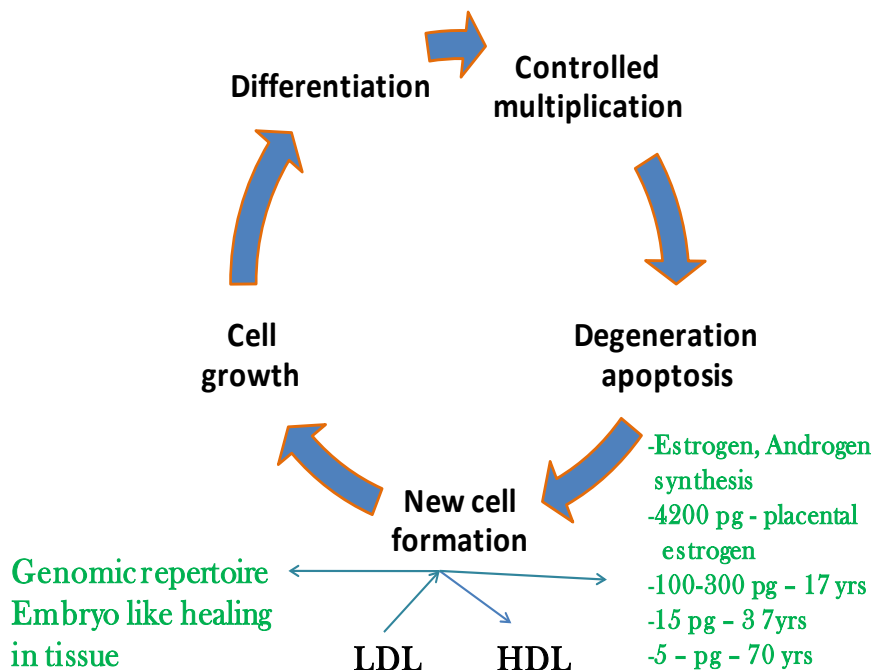 Differentiation
Controlled
multiplication
Cell
growth
Degeneration
apoptosis
New cell
formation
-Estrogen, Androgen
synthesis
-4200 pg - placental
estrogen
-100-300 pg – 17 yrs
-15 pg – 3 7yrs
-5 – pg – 70 yrs
Genomic repertoire
Embryo like healing
in tissue
LDL HDL